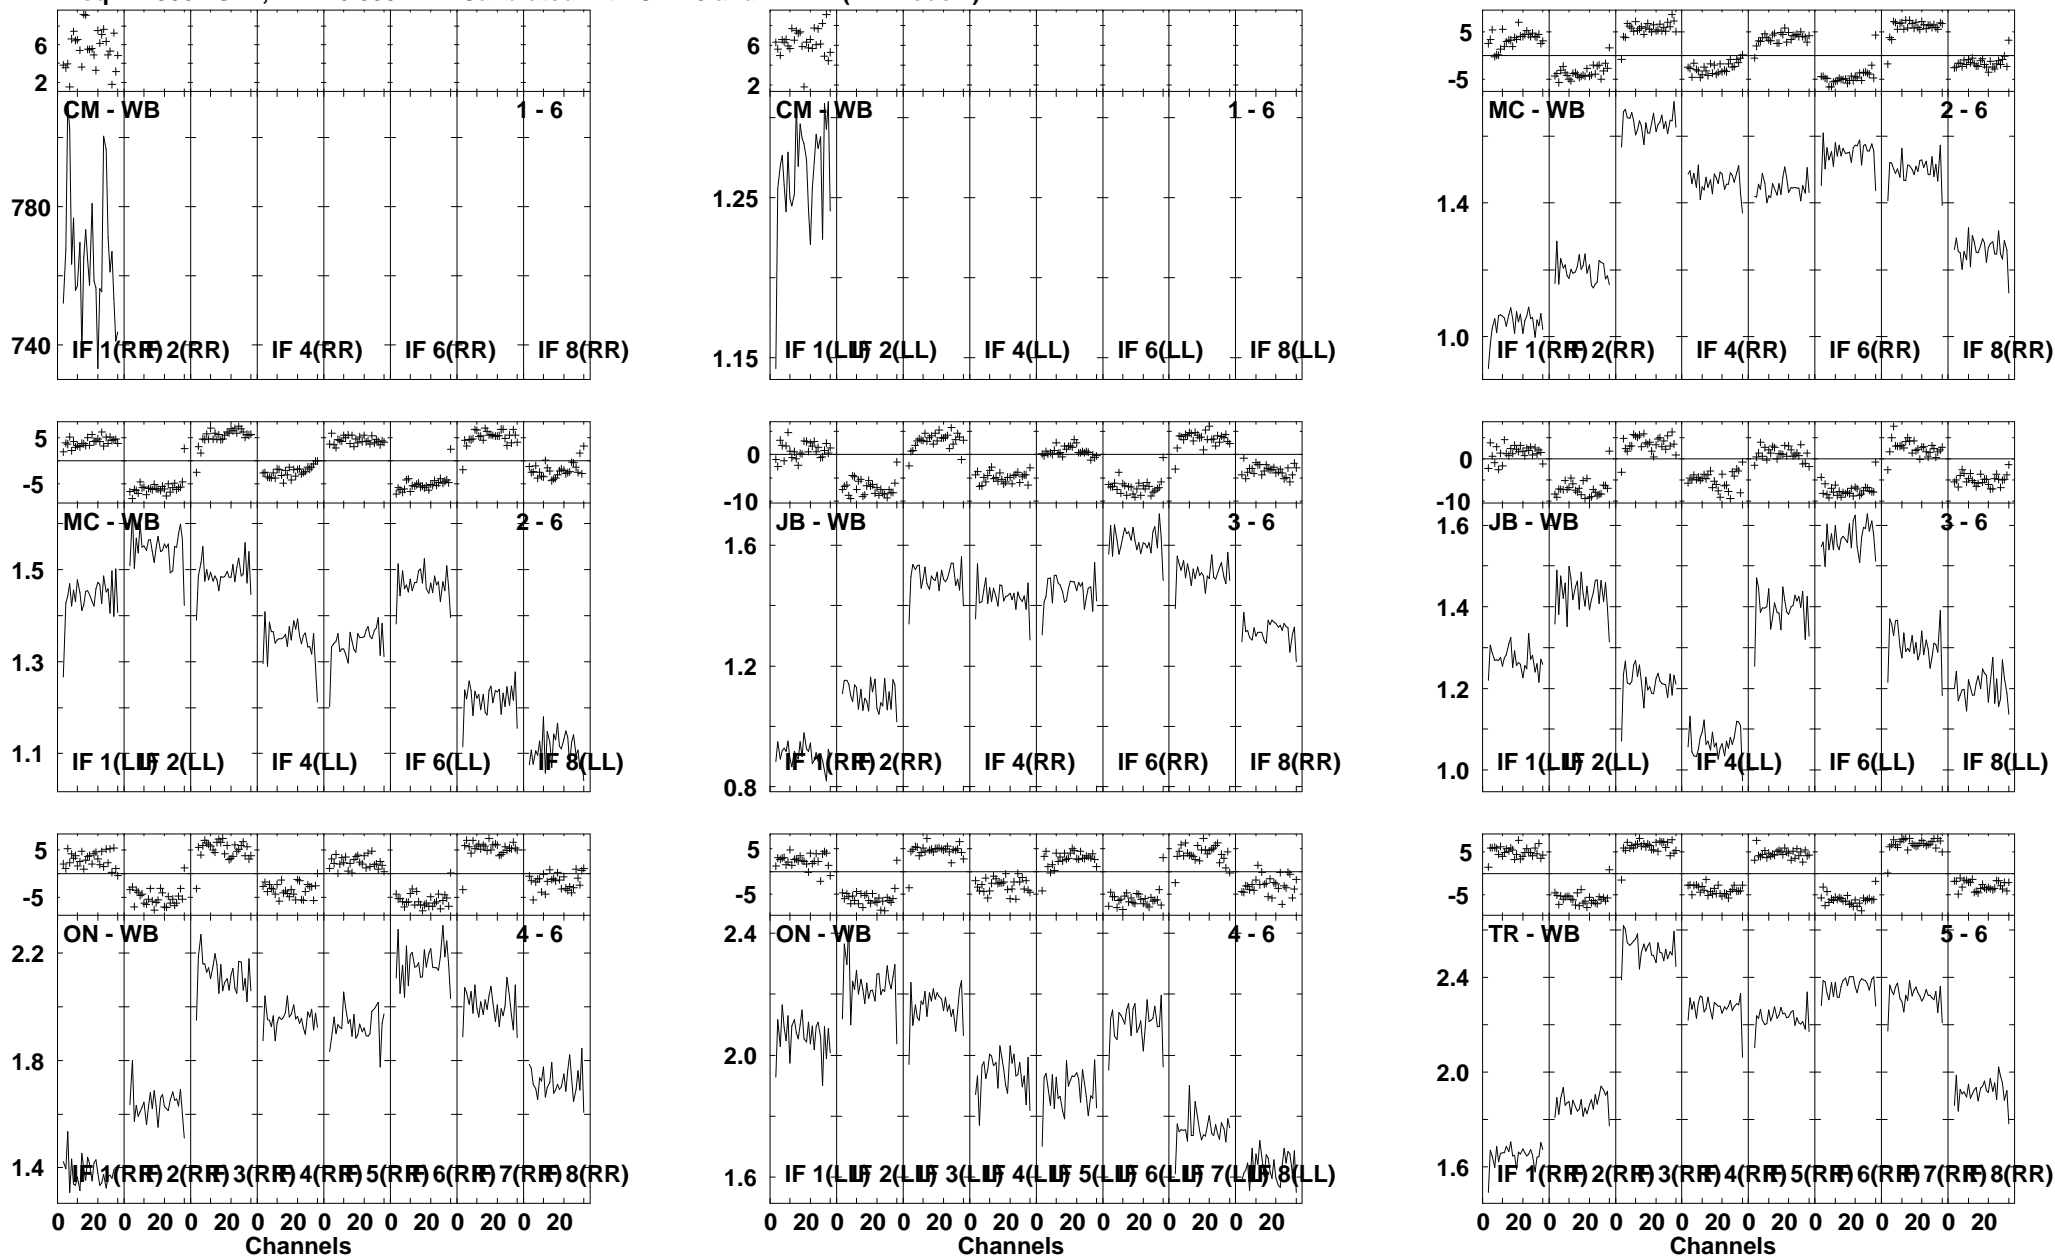 6 6 5
2 2 -5
CM - WB 1 - 6 CM - WB 1 - 6 MC - WB 2 - 6
780 1.25 1.4
740 1.15 1.0
IF 1(RR) IF 2(RR) IF 4(RR) IF 6(RR) IF 8(RR) IF 1(LL) IF 2(LL) IF 4(LL) IF 6(LL) IF 8(LL) IF 1(RR) IF 2(RR) IF 4(RR) IF 6(RR) IF 8(RR)
5 0 0
-5 -10 -10
MC - WB 2 - 6 JB - WB 3 - 6 JB - WB 3 - 6
1.5 1.6 1.6
1.3 1.2 1.4
1.1 0.8 1.2
1.0
IF 1(LL) IF 2(LL) IF 4(LL) IF 6(LL) IF 8(LL) IF 1(RR) IF 2(RR) IF 4(RR) IF 6(RR) IF 8(RR) IF 1(LL) IF 2(LL) IF 4(LL) IF 6(LL) IF 8(LL)
5 5 5
-5 -5 -5
ON - WB 4 - 6 ON - WB 4 - 6 TR - WB 5 - 6
2.2 2.4 2.4
1.8 2.0 2.0
1.4 1.6 1.6
IF 1(RR) IF 2(RR) IF 3(RR) IF 4(RR) IF 5(RR) IF 6(RR) IF 7(RR) IF 8(RR) IF 1(LL) IF 2(LL) IF 3(LL) IF 4(LL) IF 5(LL) IF 6(LL) IF 7(LL) IF 8(LL) IF 1(RR) IF 2(RR) IF 3(RR) IF 4(RR) IF 5(RR) IF 6(RR) IF 7(RR) IF 8(RR)
0 20 0 20 0 20 0 20 0 20 0 20 0 20 0 20 0 20 0 20 0 20 0 20 0 20 0 20 0 20 0 20 0 20 0 20 0 20 0 20 0 20 0 20 0 20 0 20
Channels Channels Channels